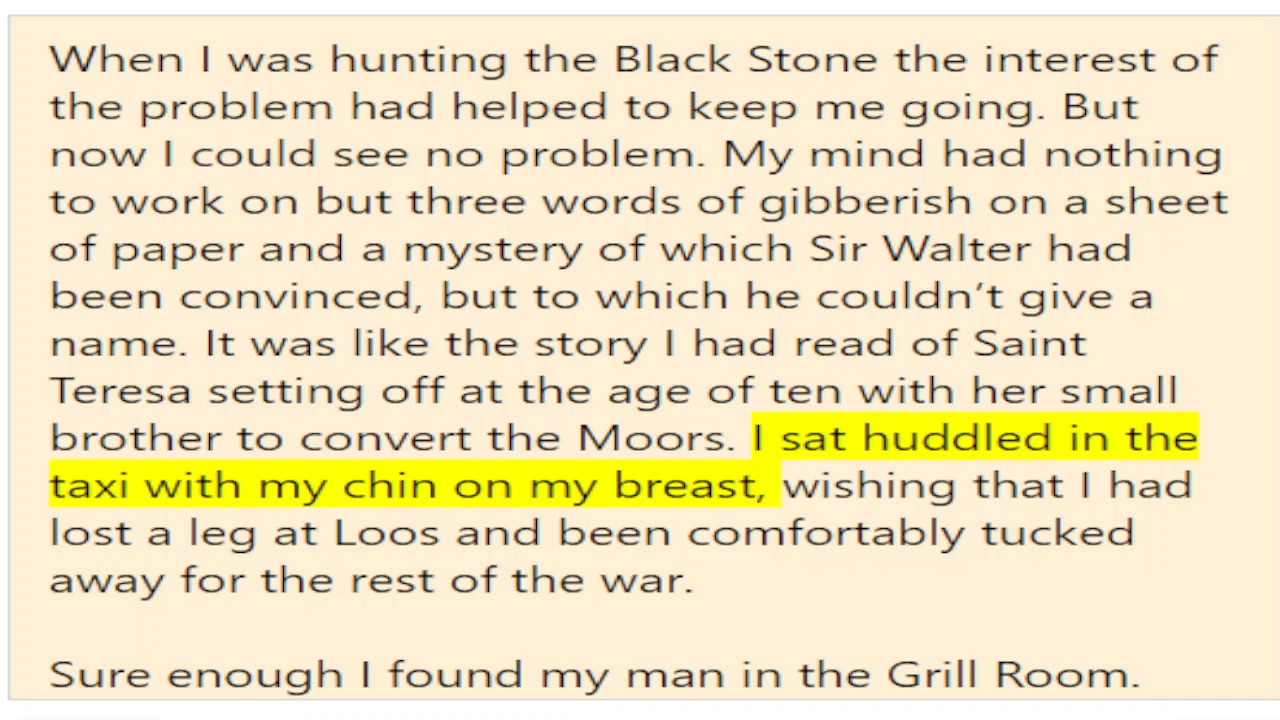 When I was hunting the Black Stone the interest of
the problem had helped to keep me going. But
now I could see no problem. My mind had nothing
to work on but three words of gibberish on a sheet
of paper and a mystery of which Sir Walter had
been convinced, but to which he couldn’t give a
name. It was like the story I had read of Saint
Teresa setting off at the age of ten with her small
brother to convert the Moors. I sat huddled in the
taxi with my chin on my breast, wishing that I had
lost a leg at Loos and been comfortably tucked
away for the rest of the war.
Sure enough I found my man in the Grill Room.